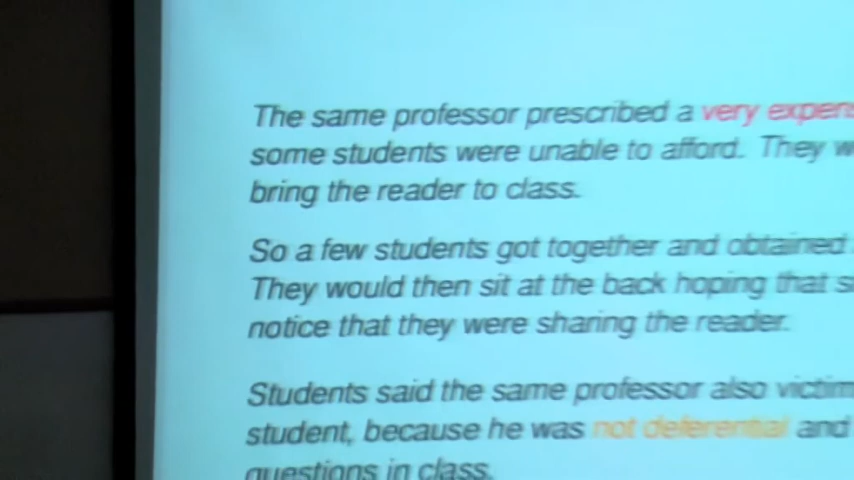 The same professor prescribed a very
some students were unable to afford. They
bring the reader to class.
So a few students got together and obtained
They would then sit at the back hoping that
notice that they were sharing the reader.
Students said the same professor also
student, because he was not deferential and
questions in class.